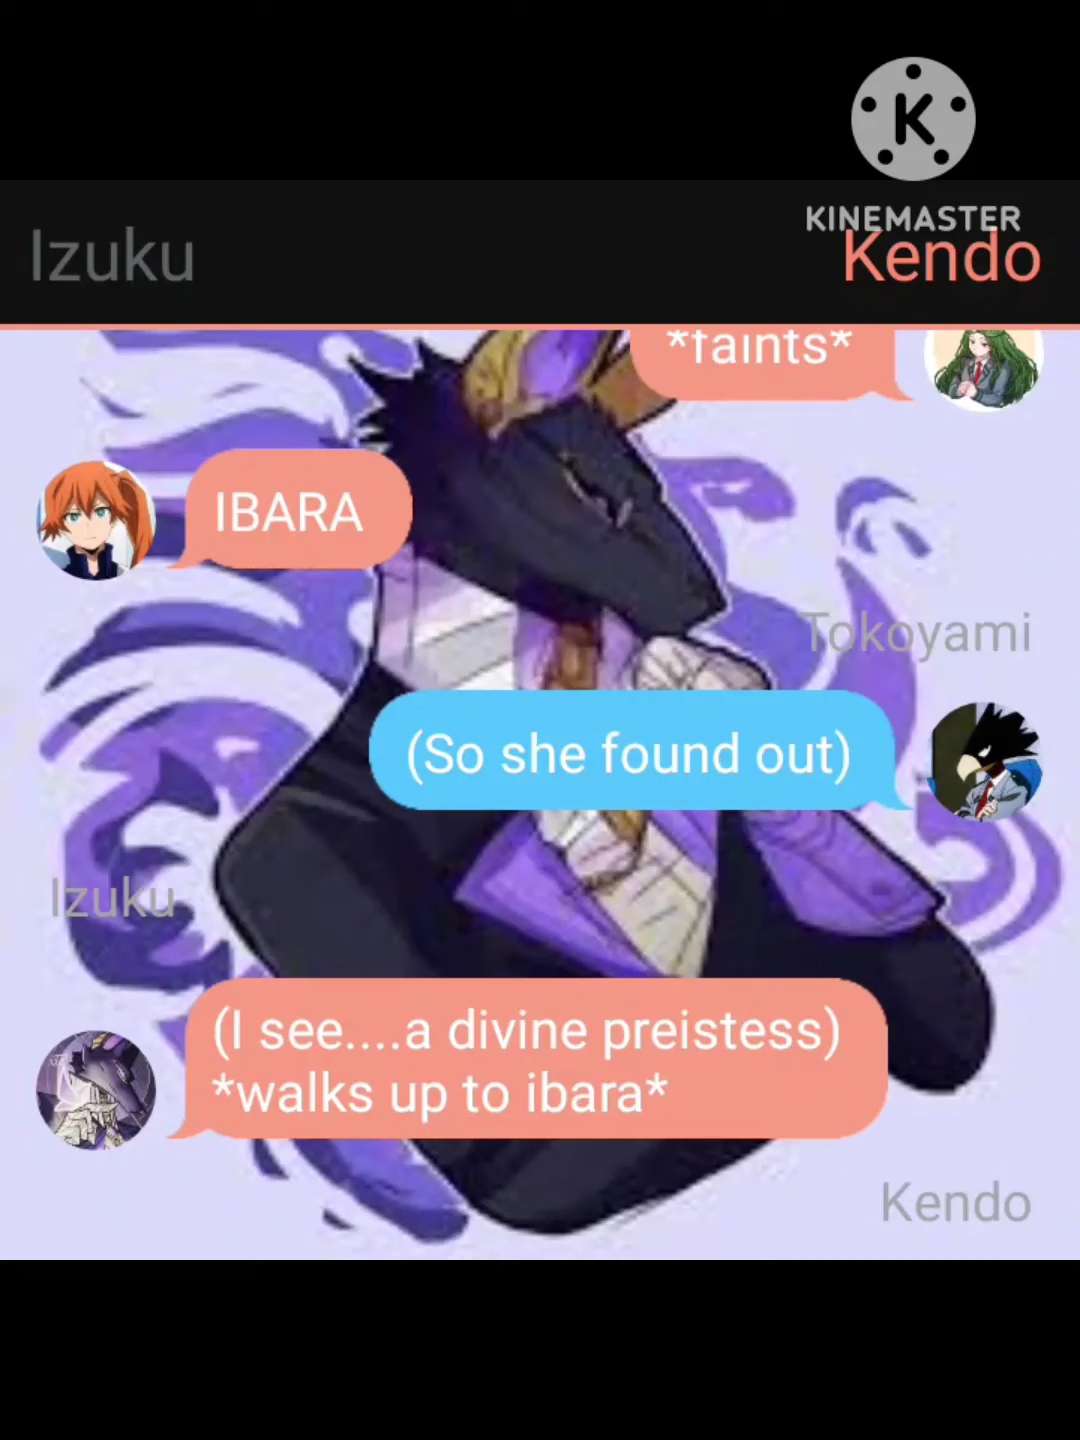 K
KINEMASTER
Izuku
Kendo
*faints*
IBARA
Tokoyami
(So she found out)
Izuku
(I see....a divine preistess)
*walks up to ibara*
Kendo